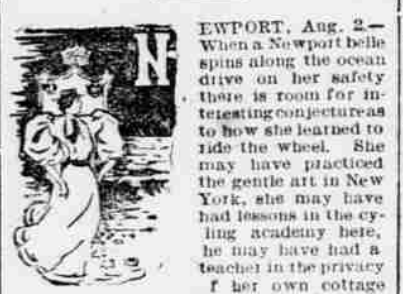 NEWPORT, Aug. 2.—
When a Newport belle
spins along the ocean
drive on her safety
there is room for in-
teresting conjecture as
to how she learned to
ride the wheel. She
may have practiced
the gentle art in New
York, she may have
had lessons in the cy-
ling academy here,
he may have had a
teacher in the privacy
f her own cottage